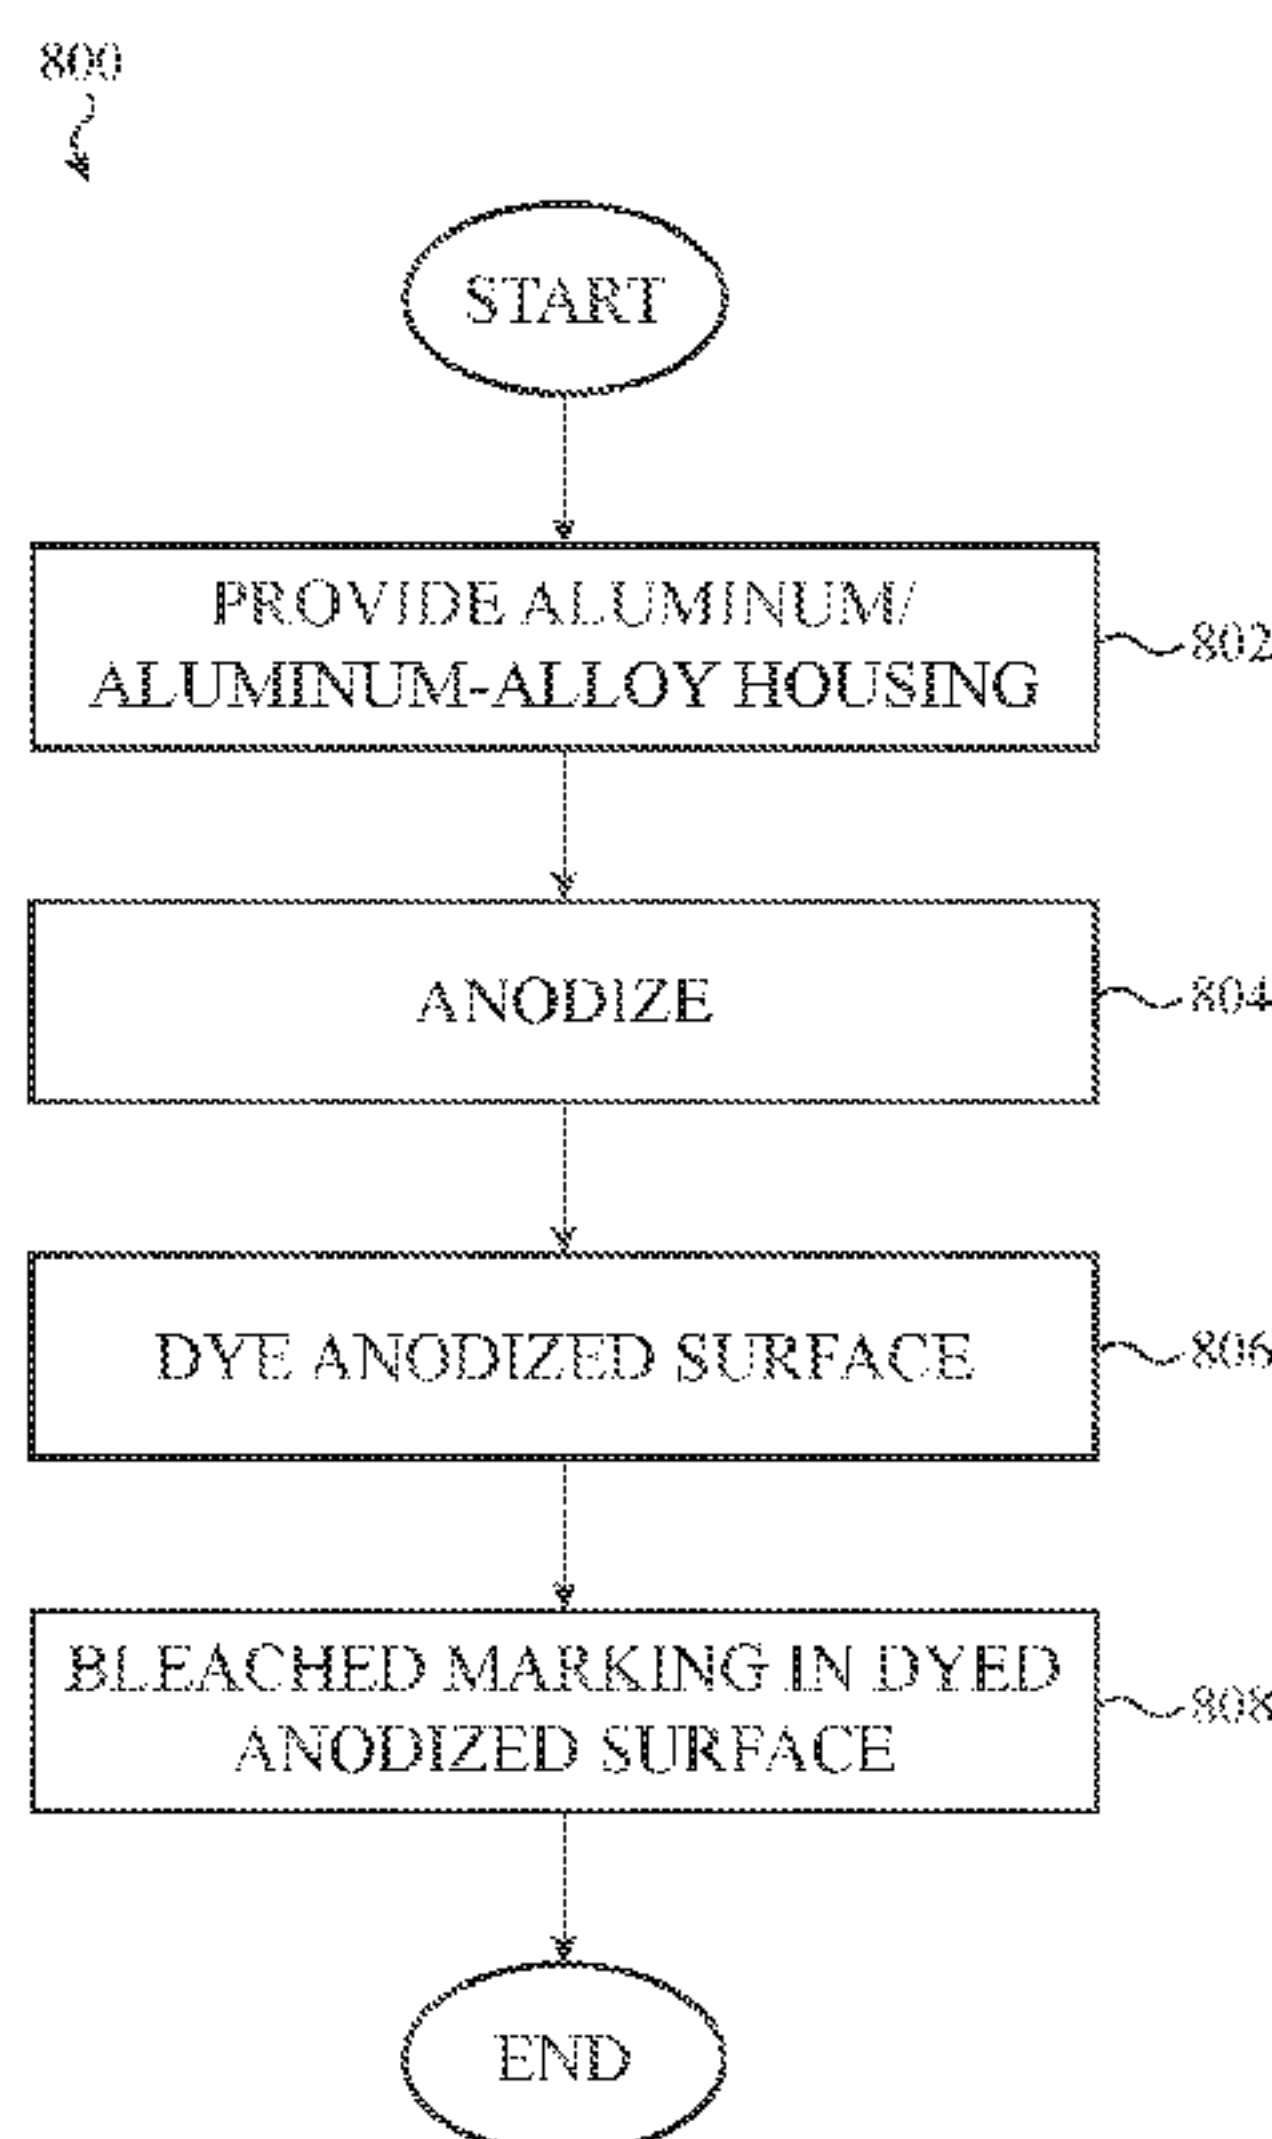 800
START
PROVIDE ALUMINUM/
ALUMINUM-ALLOY HOUSING
802
ANODIZE
804
DYE ANODIZED SURFACE
806
BLEACHED MARKING IN DYED
ANODIZED SURFACE
808
END